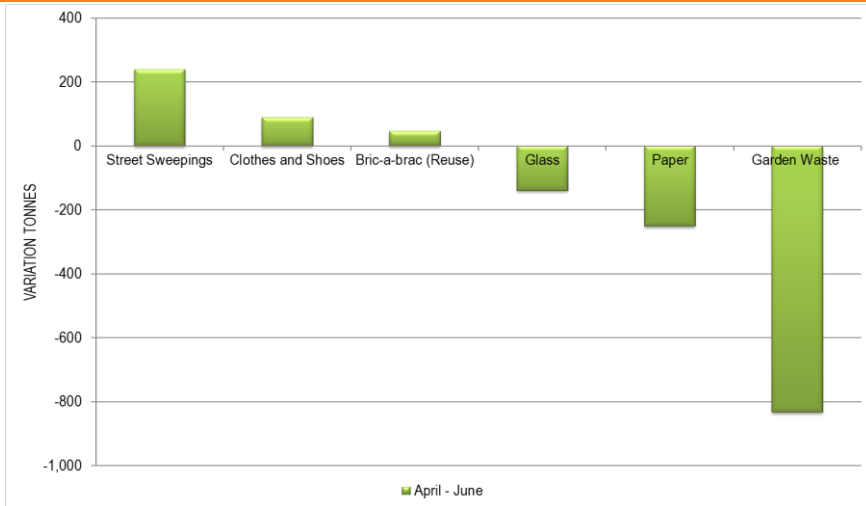 400
200
0
-200
-400
-600
-800
-1,000
VARIATION TONNES
Street Sweepings
Clothes and Shoes
Bric-a-brac (Reuse)
Glass
Paper
Garden Waste
April - June